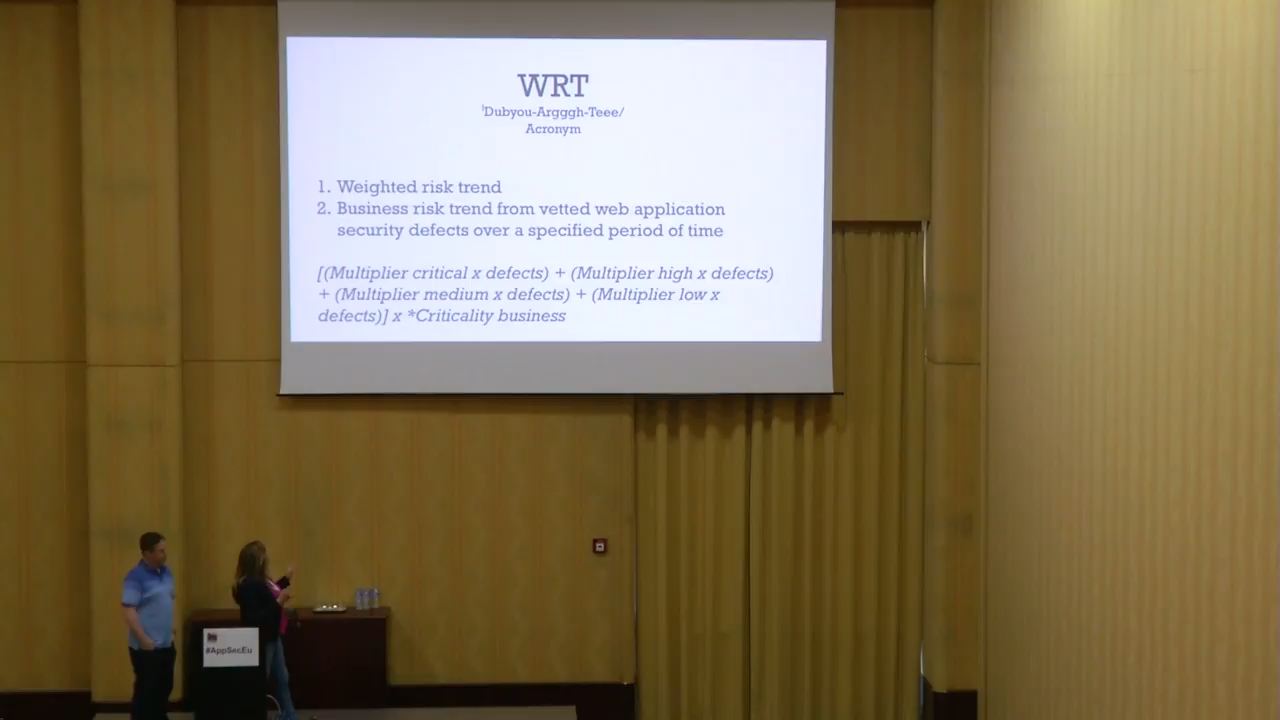 WRT
'Dubyou-Argggh-Teee/
Acronym
1. Weighted risk trend
2. Business risk trend from vetted web application
security defects over a specified period of time
[(Multiplier critical x defects) + (Multiplier high x defects)
+ (Multiplier medium x defects) + (Multiplier low x
defects)] x *Criticality business
#AppSecEu